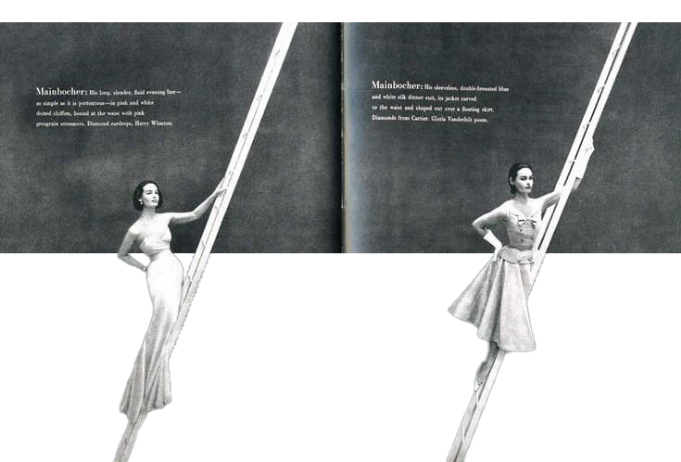 Mainbocher: His long, slender, fluid evening line—
so simple as it is portentous—in pink and white
dotted chiffon, bound at the waist with pink
grosgrain streamers. Diamond eardrops, Harry Winston.
Mainbocher: His sleeveless, double-breasted blue
and white silk dinner suit, its jacket curved
to the waist and shaped out over a floating skirt.
Diamonds from Cartier. Gloria Vanderbilt poses.